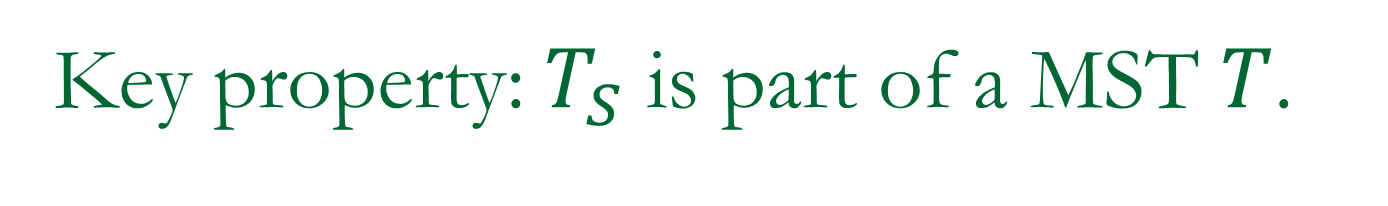 Key property: $T_S$ is part of a MST $T$.